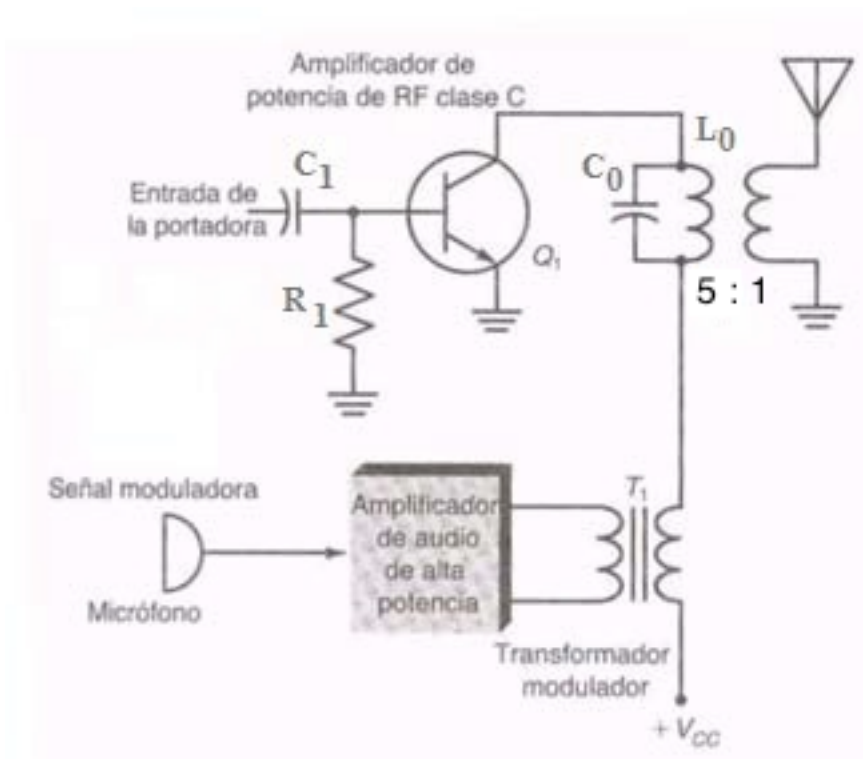 Amplificador de
potencia de RF clase C
C1
Entrada de
la portadora
R1
Q1
C0
L0
5 : 1
Señal moduladora
Micrófono
Amplificador
de audio
de alta
potencia
T1
Transformador
modulador
+ VCC